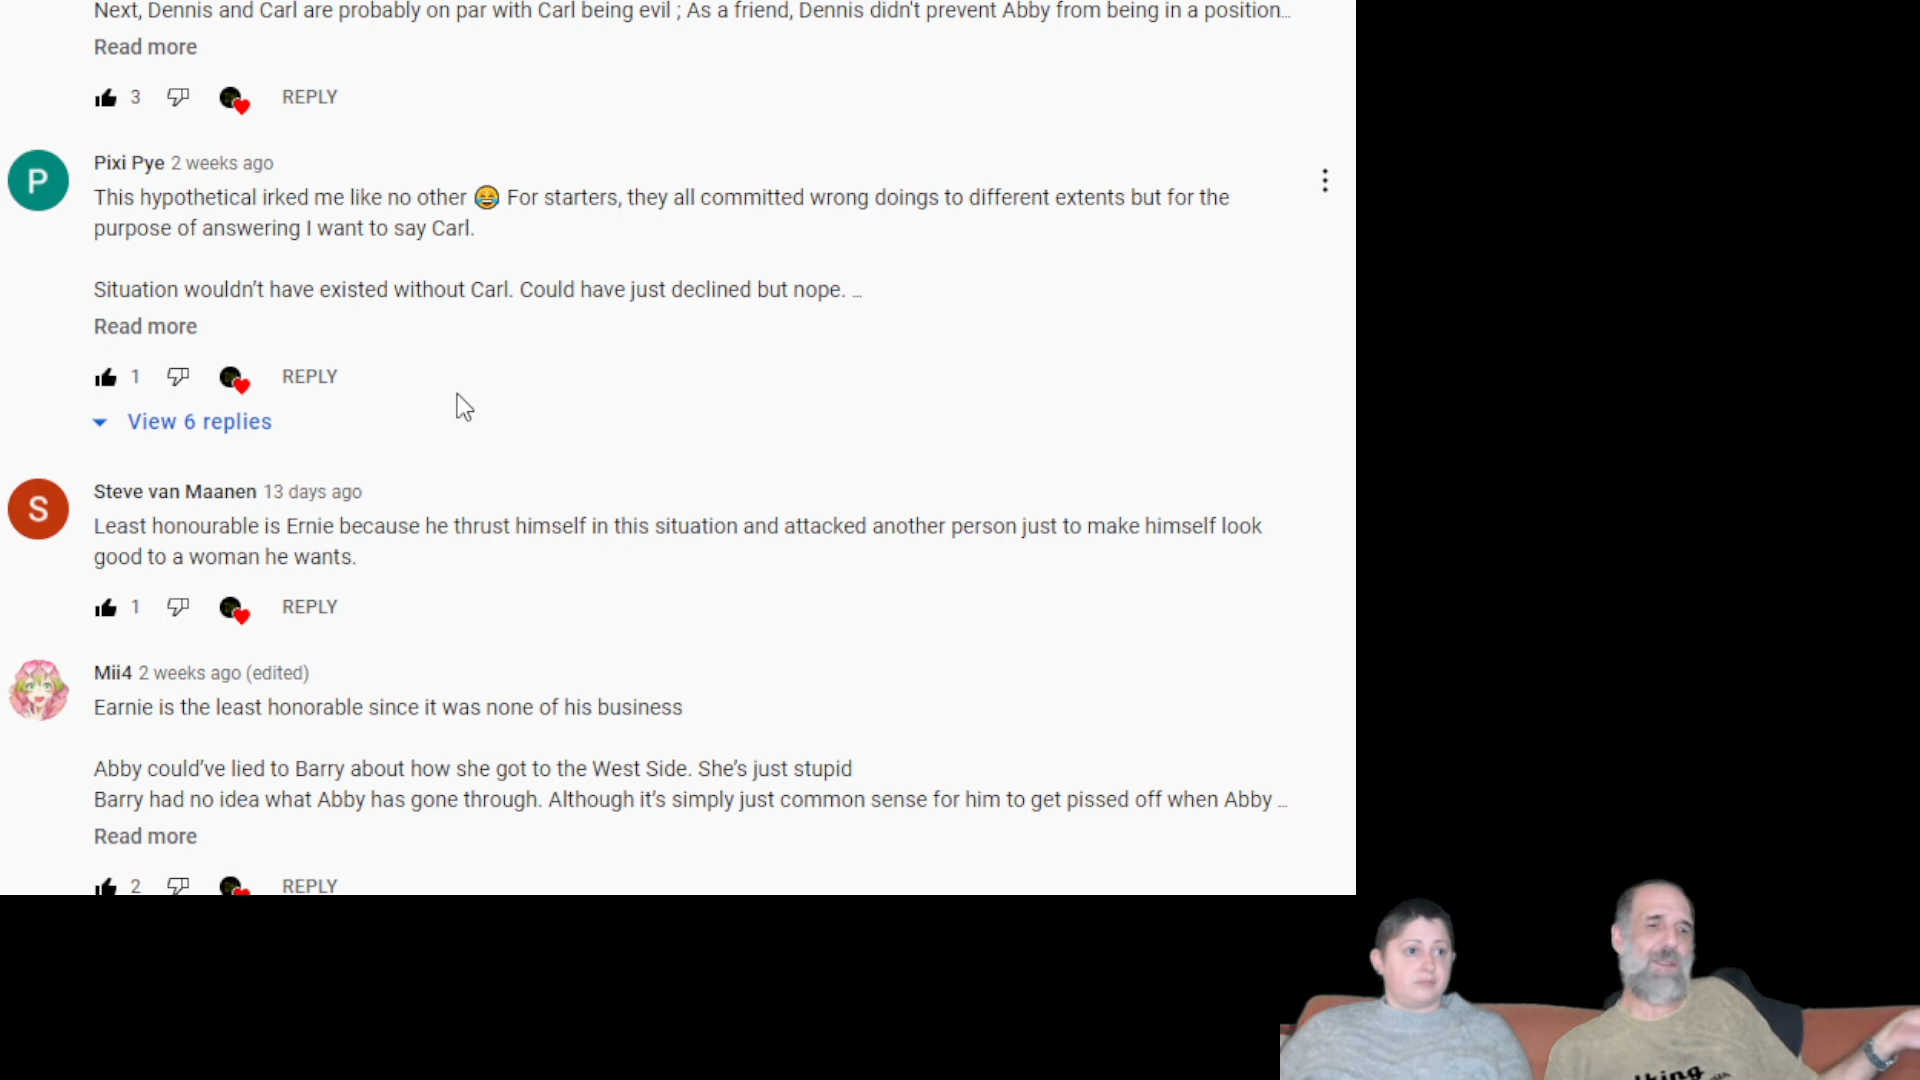 Next, Dennis and Carl are probably on par with Carl being evil ; As a friend, Dennis didn't prevent Abby from being in a position...
Read more
3 REPLY
P
Pixi Pye 2 weeks ago
This hypothetical irked me like no other 😂 For starters, they all committed wrong doings to different extents but for the
purpose of answering I want to say Carl.
Situation wouldn’t have existed without Carl. Could have just declined but nope. ...
Read more
1 REPLY
View 6 replies
S
Steve van Maanen 13 days ago
Least honourable is Ernie because he thrust himself in this situation and attacked another person just to make himself look
good to a woman he wants.
1 REPLY
Mii4 2 weeks ago (edited)
Earnie is the least honorable since it was none of his business
Abby could’ve lied to Barry about how she got to the West Side. She’s just stupid
Barry had no idea what Abby has gone through. Although it’s simply just common sense for him to get pissed off when Abby ...
Read more
2 REPLY